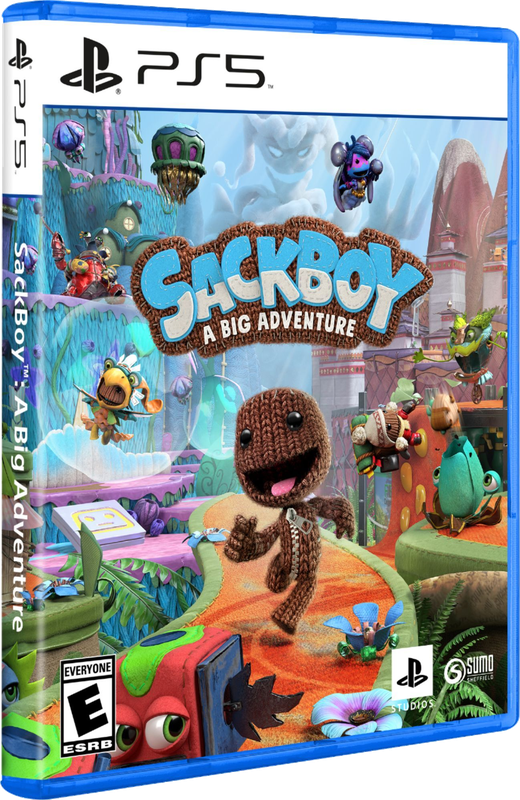 PS5
PS5
SACKBOY
A BIG ADVENTURE
SackBoy™: A Big Adventure
EVERYONE
E
ESRB
STUDIOS
SUMO
SHEFFIELD